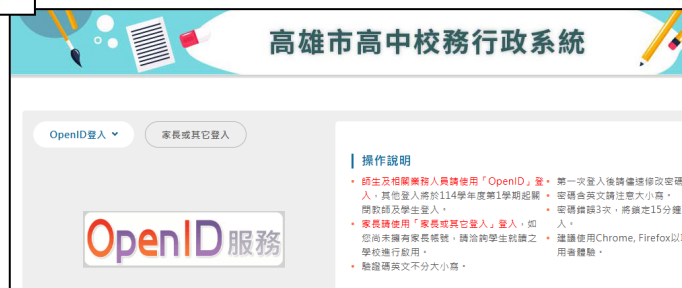 高雄市高中校務行政系統
OpenID登入
家長或其它登入
OpenID服務
操作說明
• 師生及相關業務人員請使用「OpenID」登
入，其他登入將於114學年度第1學期起關
閉教師及學生登入。
• 家長請使用「家長或其它登入」登入，如
您尚未擁有家長帳號，請洽詢學生就讀之
學校進行啟用。
• 驗證碼英文不分大小寫。
• 第一次登入後請儘速修改密碼
• 密碼含英文請注意大小寫。
• 密碼錯誤3次，將鎖定15分鐘
人。
• 建議使用Chrome, Firefox以
用者體驗。